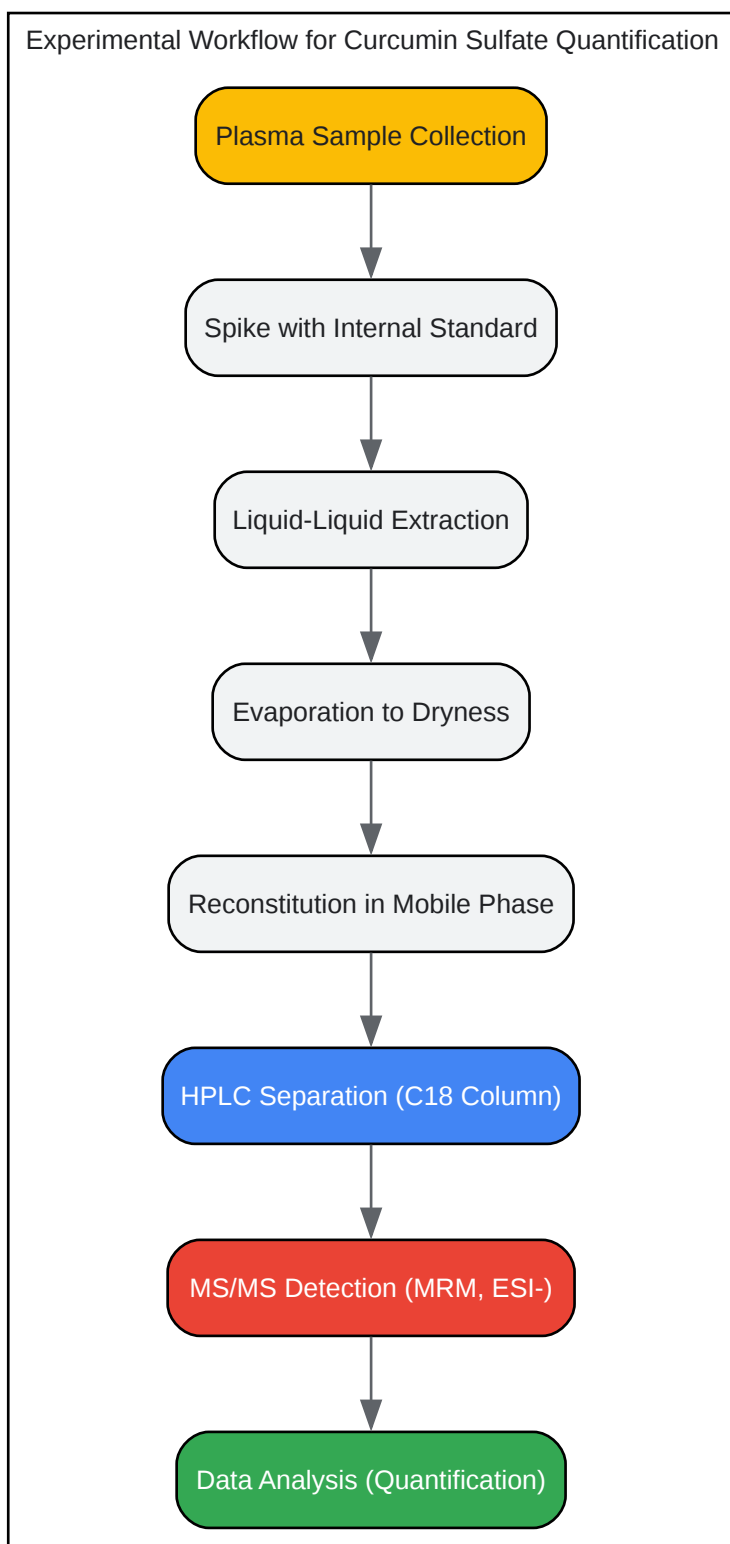 Experimental Workflow for Curcumin Sulfate Quantification
Plasma Sample Collection
Spike with Internal Standard
Liquid-Liquid Extraction
Evaporation to Dryness
Reconstitution in Mobile Phase
HPLC Separation (C18 Column)
MS/MS Detection (MRM, ESI-)
Data Analysis (Quantification)